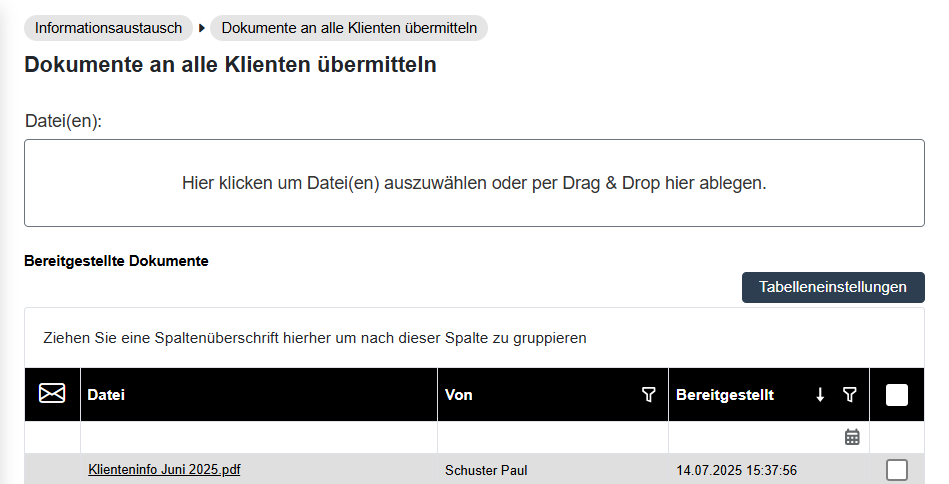 Informationsaustausch Dokumente an alle Klienten übermitteln
Dokumente an alle Klienten übermitteln
Datei(en):
Hier klicken um Datei(en) auszuwählen oder per Drag & Drop hier ablegen.
Bereitgestellte Dokumente
Tabelleneinstellungen
Ziehen Sie eine Spaltenüberschrift hierher um nach dieser Spalte zu gruppieren
Datei Von Bereitgestellt
Klienteninfo Juni 2025.pdf Schuster Paul 14.07.2025 15:37:56